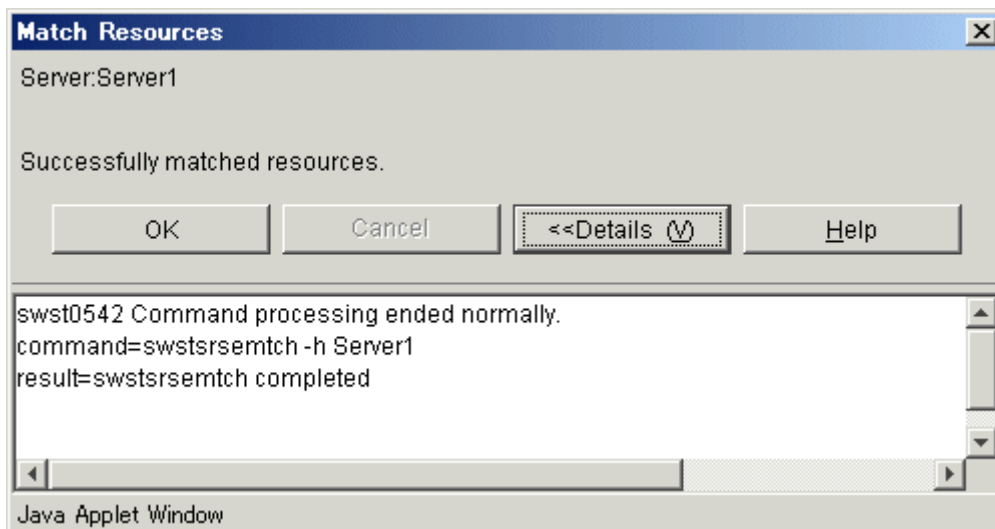 Match Resources
Server:Server1
Successfully matched resources.
OK Cancel <<Details (V) Help
swst0542 Command processing ended normally.
command=swstsrsemtch -h Server1
result=swstsrsemtch completed
Java Applet Window